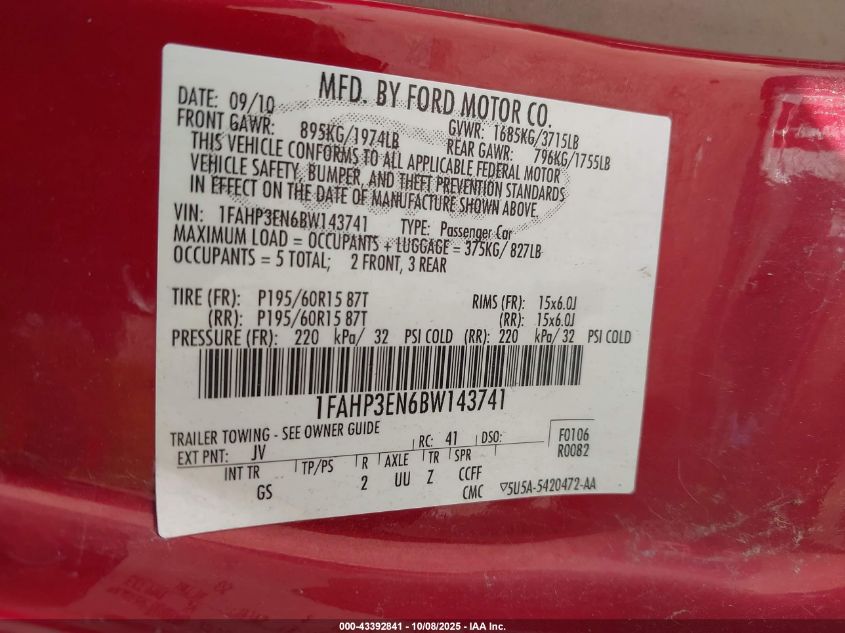 MFD. BY FORD MOTOR CO.
DATE: 09/10 GVWR: 1685KG/3715LB
FRONT GAWR: 895KG/1974LB REAR GAWR: 796KG/1755LB
THIS VEHICLE CONFORMS TO ALL APPLICABLE FEDERAL MOTOR
VEHICLE SAFETY, BUMPER, AND THEFT PREVENTION STANDARDS
IN EFFECT ON THE DATE OF MANUFACTURE SHOWN ABOVE.
VIN: 1FAHP3EN6BW143741 TYPE: Passenger Car
MAXIMUM LOAD = OCCUPANTS + LUGGAGE = 375KG/ 827LB
OCCUPANTS = 5 TOTAL; 2 FRONT, 3 REAR
TIRE (FR): P195/60R15 87T RIMS (FR): 15x6.0J
(RR): P195/60R15 87T (RR): 15x6.0J
PRESSURE (FR): 220 kPa/ 32 PSI COLD (RR): 220 kPa/ 32 PSI COLD
1FAHP3EN6BW143741
TRAILER TOWING - SEE OWNER GUIDE
EXT PNT: JV RC: 41 DSO: F0106
R0082
INT TR TP/PS R AXLE TR SPR
GS 2 UU Z CCFF
CMC ▽5U5A-5420472-AA
000-43392841 | 10/08/2025 - IAA Inc.